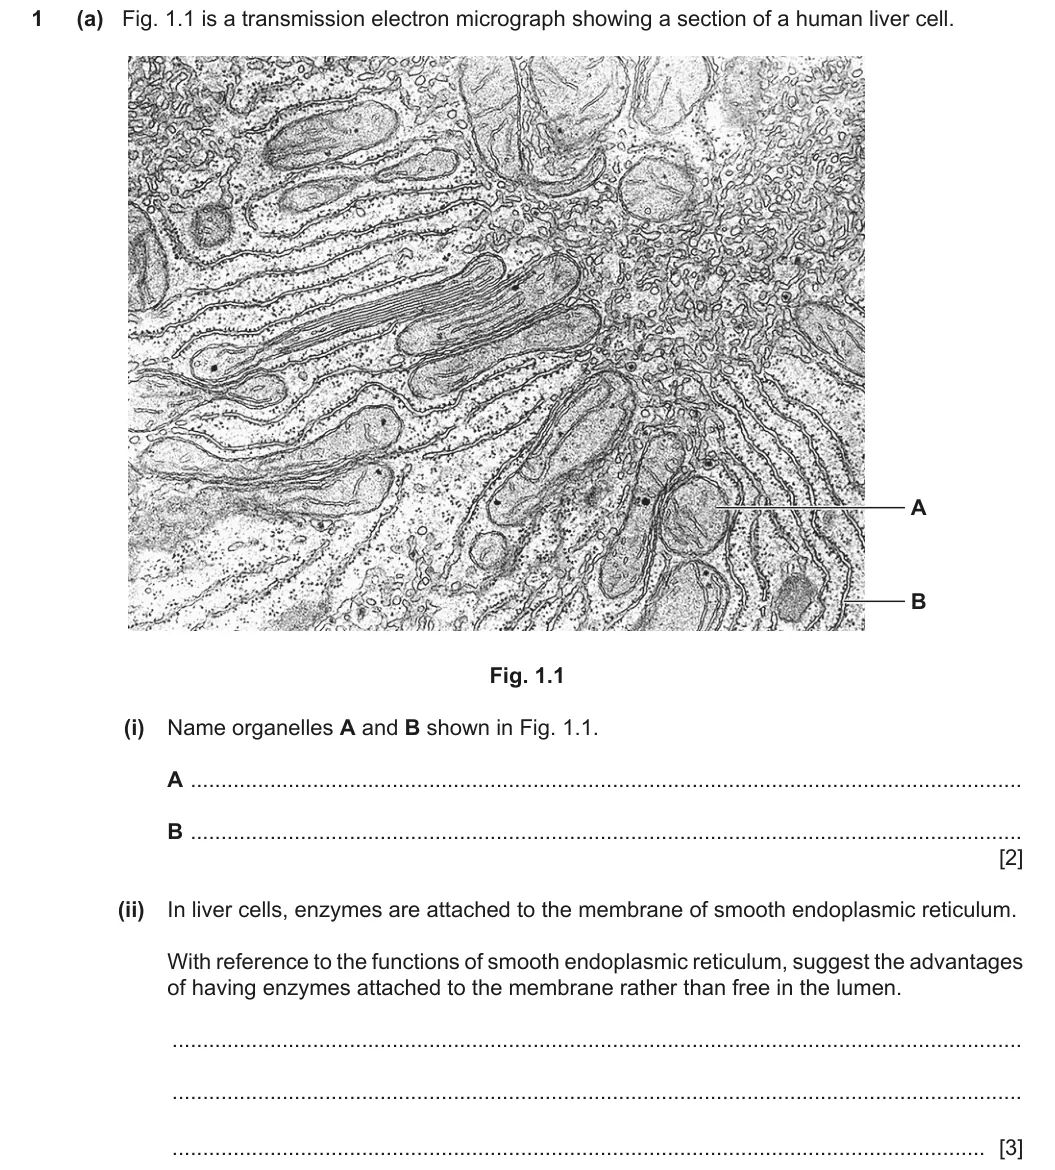 1 (a) Fig. 1.1 is a transmission electron micrograph showing a section of a human liver cell.
A
B
Fig. 1.1
(i) Name organelles A and B shown in Fig. 1.1.
A ..........................................................................................................................................
B ..........................................................................................................................................
[2]
(ii) In liver cells, enzymes are attached to the membrane of smooth endoplasmic reticulum.
With reference to the functions of smooth endoplasmic reticulum, suggest the advantages
of having enzymes attached to the membrane rather than free in the lumen.
..........................................................................................................................................
..........................................................................................................................................
.................................................................................................................................... [3]